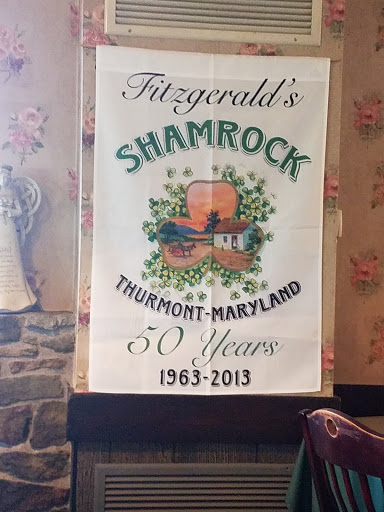 Fitzgerald's
SHAMROCK
THURMONT-MARYLAND
50 Years
1963-2013